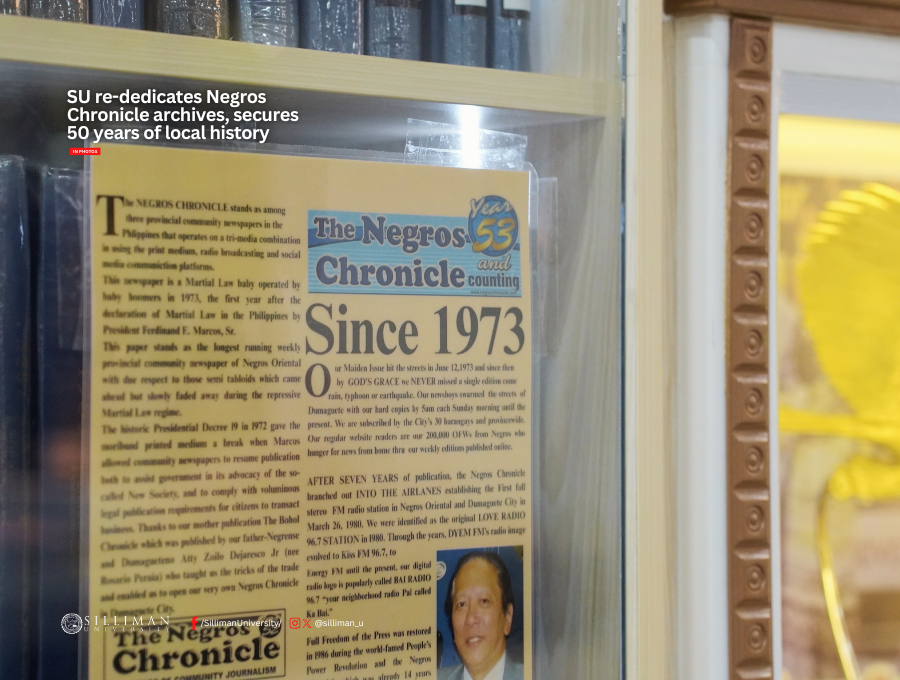 SU re-dedicates Negros
Chronicle archives, secures
50 years of local history
IN PHOTOS
The NEGROS CHRONICLE stands as among
three provincial community newspapers in the
Philippines that operates on a tri-media combination
in using the print medium, radio broadcasting and social
media communiction platforms.
This newspaper is a Martial Law baby operated by
baby boomers in 1973, the first year after the
declaration of Martial Law in the Philippines by
President Ferdinand E. Marcos, Sr.
This paper stands as the longest running weekly
provincial community newspaper of Negros Oriental
with due respect to those semi tabloids which came
ahead but slowly faded away during the repressive
Martial Law regime.
The historic Presidential Decree 19 in 1972 gave the
moribund printed medium a break when Marcos
allowed community newspapers to resume publication
both to assist government in its advocacy of the so-
called New Society, and to comply with voluminous
legal publication requirements for citizens to transact
business. Thanks to our mother publication The Bohol
Chronicle which was published by our father-Negrense
and Dumagueteno Atty Zoilo Dejaresco Jr (nee
Rosario Peruia) who taught us the tricks of the trade
and enabled us to open our very own Negros Chronicle
in Dumaguete City.
The Negros
Chronicle
COMMUNITY JOURNALISM
Year
53
and
counting
The Negros
Chronicle
Since 1973
Our Maiden Issue hit the streets in June 12,1973 and since then
by GOD'S GRACE we NEVER missed a single edition come
rain, typhoon or earthquake. Our newsboys swarmed the streets of
Dumaguete with our hard copies by 5am each Sunday morning until the
present. We are subscribed by the City's 30 barangays and provincewide.
Our regular website readers are our 200,000 OFWs from Negros who
hunger for news from home thru our weekly editions published online.
AFTER SEVEN YEARS of publication, the Negros Chronicle
branched out INTO THE AIRLANES establishing the First full
stereo FM radio station in Negros Oriental and Dumaguete City in
March 26, 1980. We were identified as the original LOVE RADIO
96.7 STATION in 1980. Through the years, DYEM FM's radio image
evolved to Kiss FM 96.7, to
Energy FM until the present, our digital
radio logo is popularly called BAI RADIO
96.7 "your neighborhood radio Pal called
Ka Bai."
Full Freedom of the Press was restored
in 1986 during the world-famed People's
Power Revolution and the Negros
which was already 14 years
SILLIMAN
UNIVERSITY
/SillimanUniversity/
@silliman_u